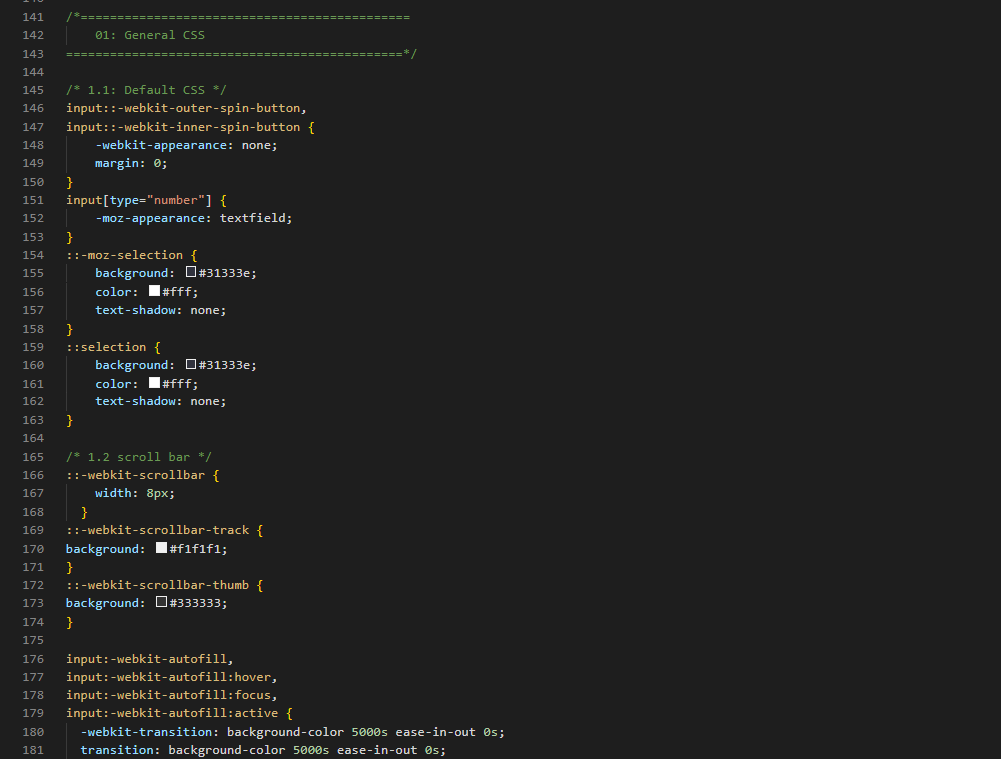 141 /*=============================================
142     01: General CSS
143 ==============================================*/
144
145 /* 1.1: Default CSS */
146 input::-webkit-outer-spin-button,
147 input::-webkit-inner-spin-button {
148     -webkit-appearance: none;
149     margin: 0;
150 }
151 input[type="number"] {
152     -moz-appearance: textfield;
153 }
154 ::-moz-selection {
155     background: #31333e;
156     color: #fff;
157     text-shadow: none;
158 }
159 ::selection {
160     background: #31333e;
161     color: #fff;
162     text-shadow: none;
163 }
164
165 /* 1.2 scroll bar */
166 ::-webkit-scrollbar {
167     width: 8px;
168   }
169 ::-webkit-scrollbar-track {
170 background: #f1f1f1;
171 }
172 ::-webkit-scrollbar-thumb {
173 background: #333333;
174 }
175
176 input:-webkit-autofill,
177 input:-webkit-autofill:hover,
178 input:-webkit-autofill:focus,
179 input:-webkit-autofill:active {
180   -webkit-transition: background-color 5000s ease-in-out 0s;
181   transition: background-color 5000s ease-in-out 0s;